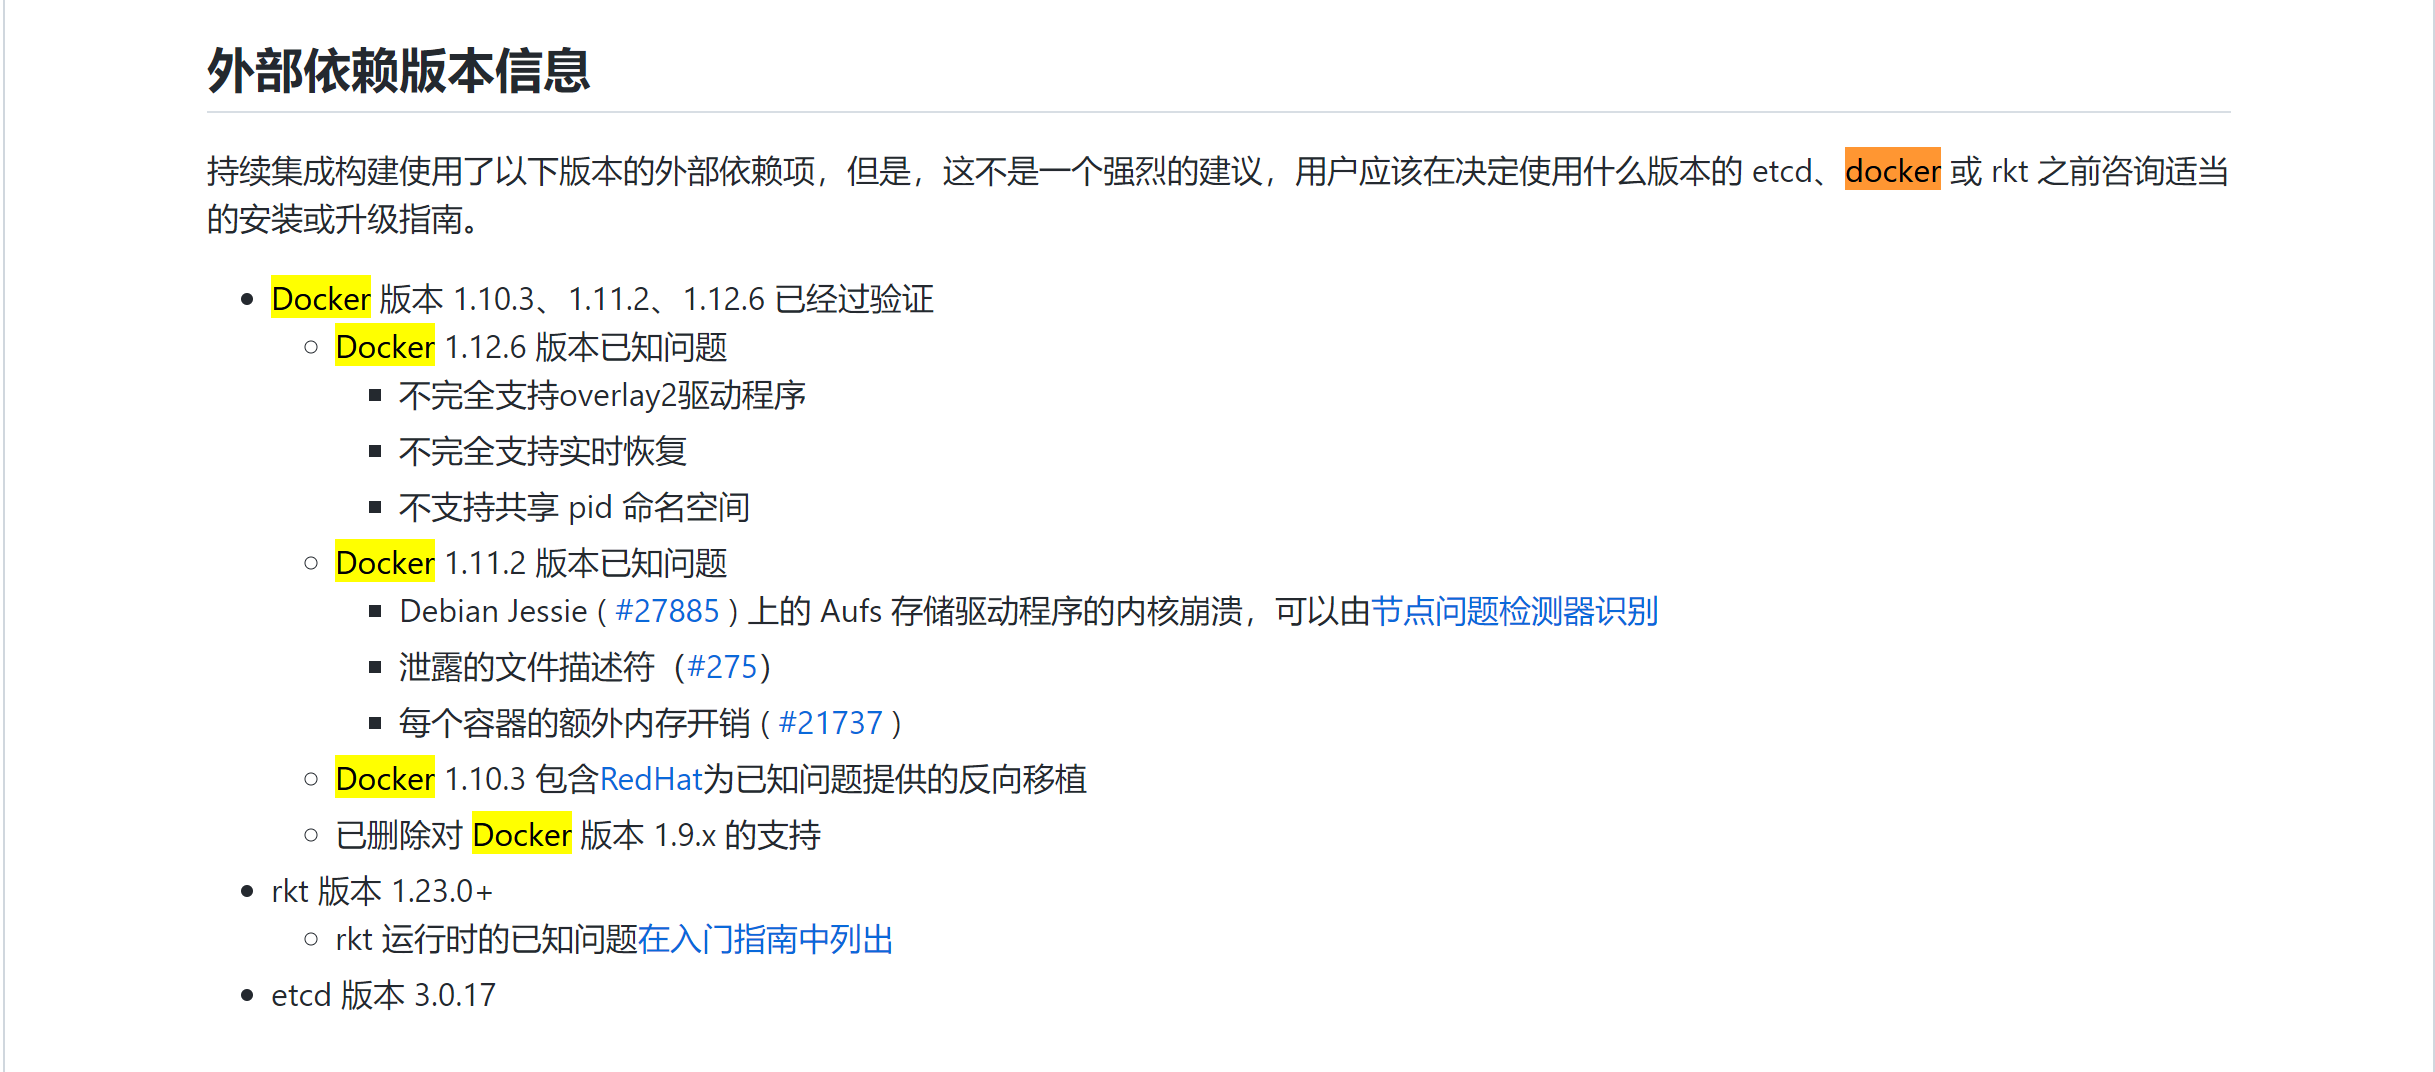 外部依赖版本信息
持续集成构建使用了以下版本的外部依赖项，但是，这不是一个强烈的建议，用户应该在决定使用什么版本的 etcd、docker 或 rkt 之前咨询适当
的安装或升级指南。
Docker 版本 1.10.3、1.11.2、1.12.6 已经过验证
Docker 1.12.6 版本已知问题
不完全支持overlay2驱动程序
不完全支持实时恢复
不支持共享 pid 命名空间
Docker 1.11.2 版本已知问题
Debian Jessie ( #27885 ) 上的 Aufs 存储驱动程序的内核崩溃，可以由节点问题检测器识别
泄露的文件描述符（#275）
每个容器的额外内存开销 ( #21737 )
Docker 1.10.3 包含RedHat为已知问题提供的反向移植
已删除对 Docker 版本 1.9.x 的支持
rkt 版本 1.23.0+
rkt 运行时的已知问题在入门指南中列出
etcd 版本 3.0.17